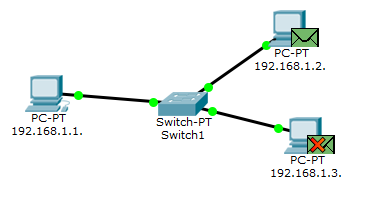 PC-PT
192.168.1.2.
PC-PT
192.168.1.1.
Switch-PT
Switch1
PC-PT
192.168.1.3.